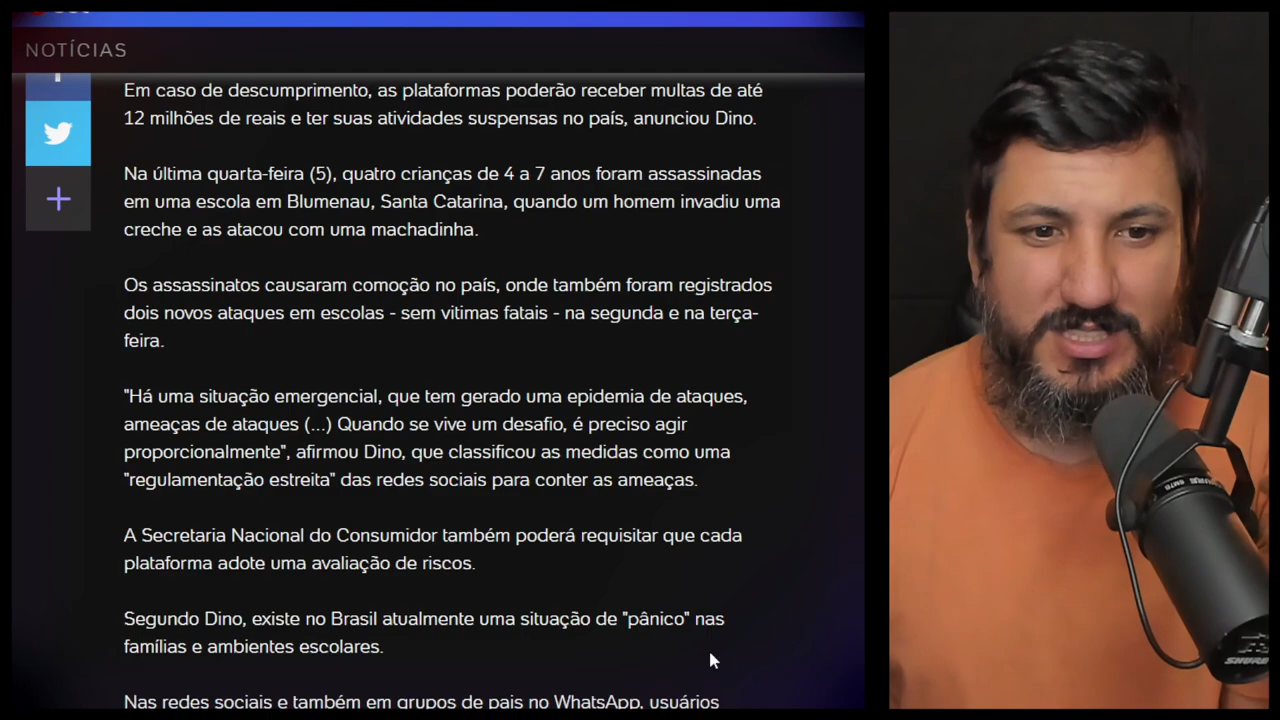 NOTÍCIAS
Em caso de descumprimento, as plataformas poderão receber multas de até
12 milhões de reais e ter suas atividades suspensas no país, anunciou Dino.
Na última quarta-feira (5), quatro crianças de 4 a 7 anos foram assassinadas
em uma escola em Blumenau, Santa Catarina, quando um homem invadiu uma
creche e as atacou com uma machadinha.
Os assassinatos causaram comoção no país, onde também foram registrados
dois novos ataques em escolas - sem vitimas fatais - na segunda e na terça-
feira.
"Há uma situação emergencial, que tem gerado uma epidemia de ataques,
ameaças de ataques (...) Quando se vive um desafio, é preciso agir
proporcionalmente", afirmou Dino, que classificou as medidas como uma
"regulamentação estreita" das redes sociais para conter as ameaças.
A Secretaria Nacional do Consumidor também poderá requisitar que cada
plataforma adote uma avaliação de riscos.
Segundo Dino, existe no Brasil atualmente uma situação de "pânico" nas
famílias e ambientes escolares.
Nas redes sociais e também em grupos de pais no WhatsApp, usuários
SHURE